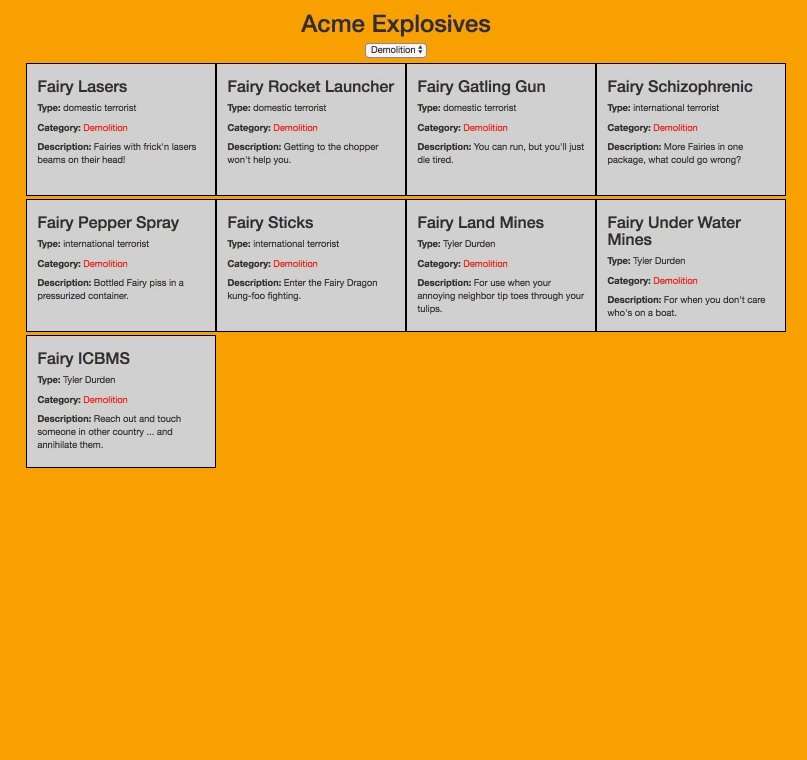 Acme Explosives
Demolition
Fairy Lasers
Type: domestic terrorist
Category: Demolition
Description: Fairies with frick'n lasers
beams on their head!
Fairy Rocket Launcher
Type: domestic terrorist
Category: Demolition
Description: Getting to the chopper
won't help you.
Fairy Gatling Gun
Type: domestic terrorist
Category: Demolition
Description: You can run, but you'll just
die tired.
Fairy Schizophrenic
Type: international terrorist
Category: Demolition
Description: More Fairies in one
package, what could go wrong?
Fairy Pepper Spray
Type: international terrorist
Category: Demolition
Description: Bottled Fairy piss in a
pressurized container.
Fairy Sticks
Type: international terrorist
Category: Demolition
Description: Enter the Fairy Dragon
kung-foo fighting.
Fairy Land Mines
Type: Tyler Durden
Category: Demolition
Description: For use when your
annoying neighbor tip toes through your
tulips.
Fairy Under Water
Mines
Type: Tyler Durden
Category: Demolition
Description: For when you don't care
who's on a boat.
Fairy ICBMS
Type: Tyler Durden
Category: Demolition
Description: Reach out and touch
someone in other country ... and
annihilate them.